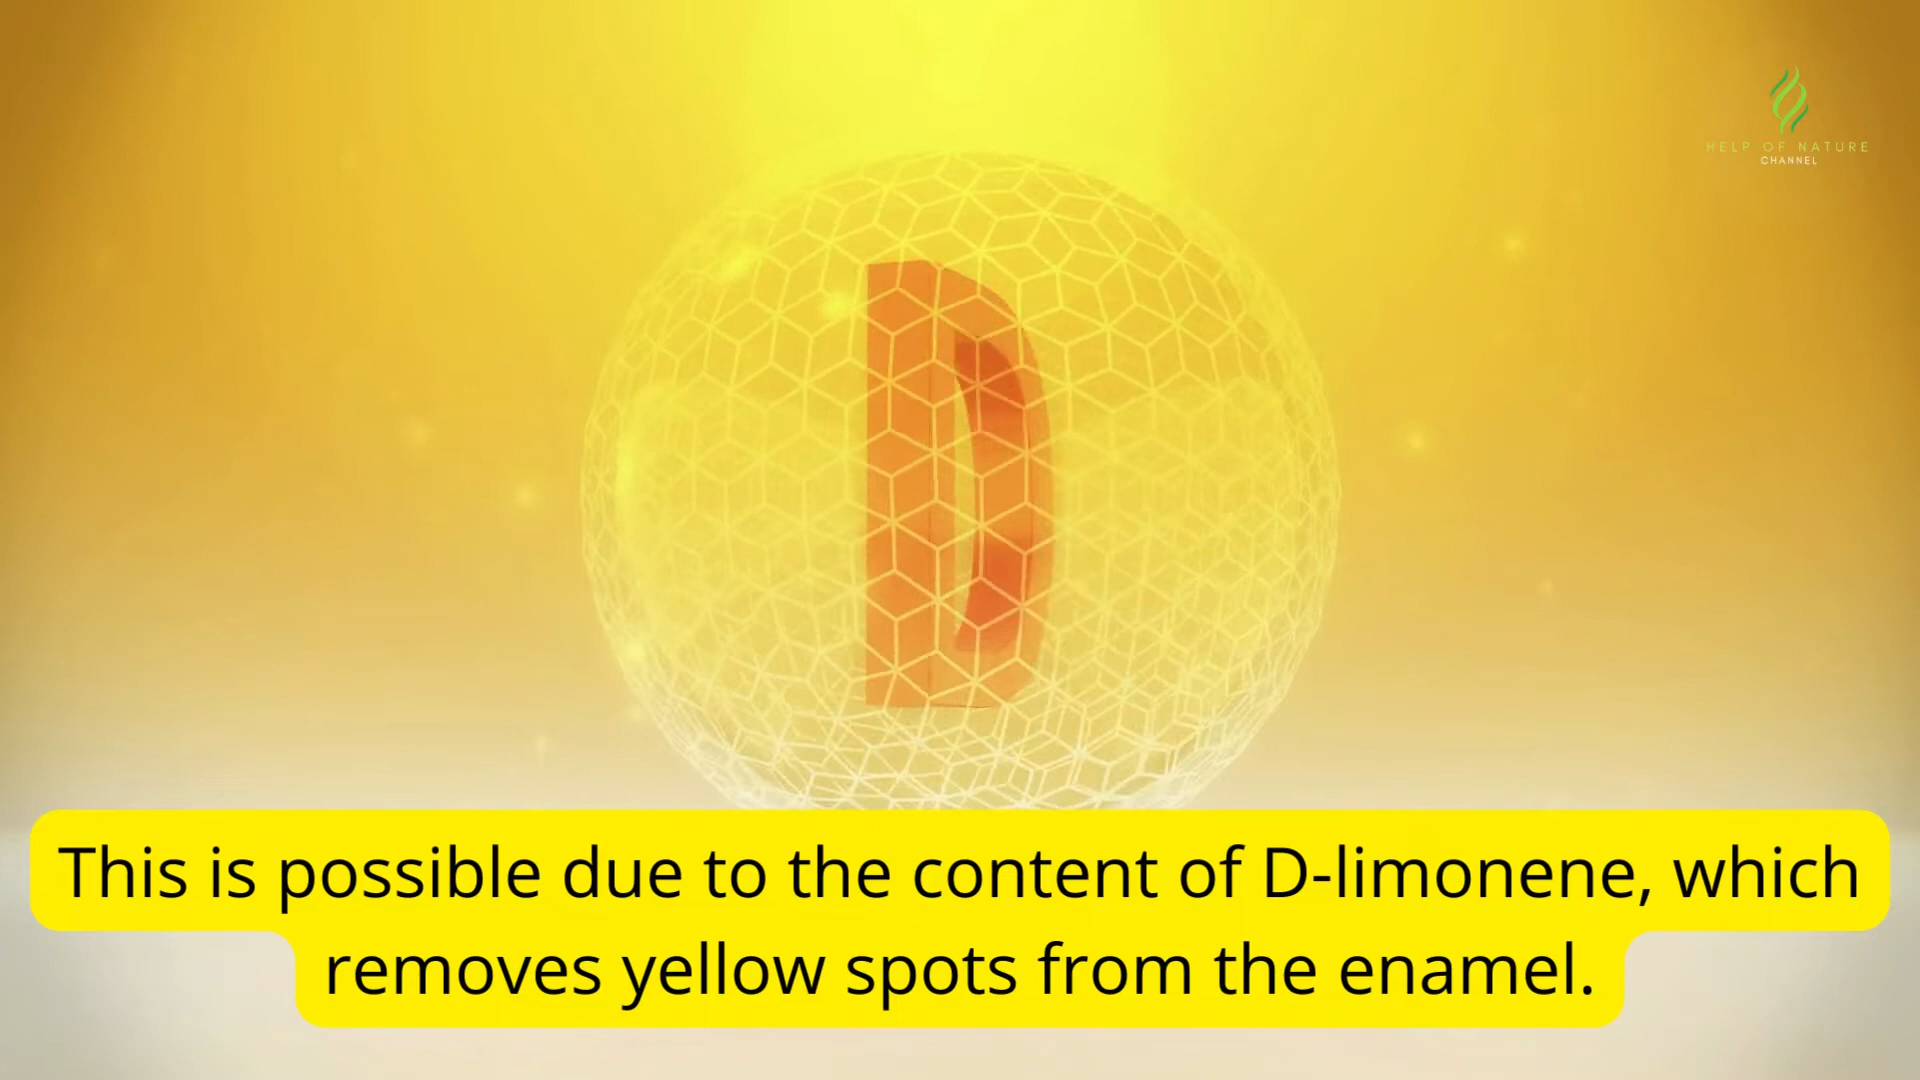 HELP OF NATURE
CHANNEL
D
This is possible due to the content of D-limonene, which
removes yellow spots from the enamel.